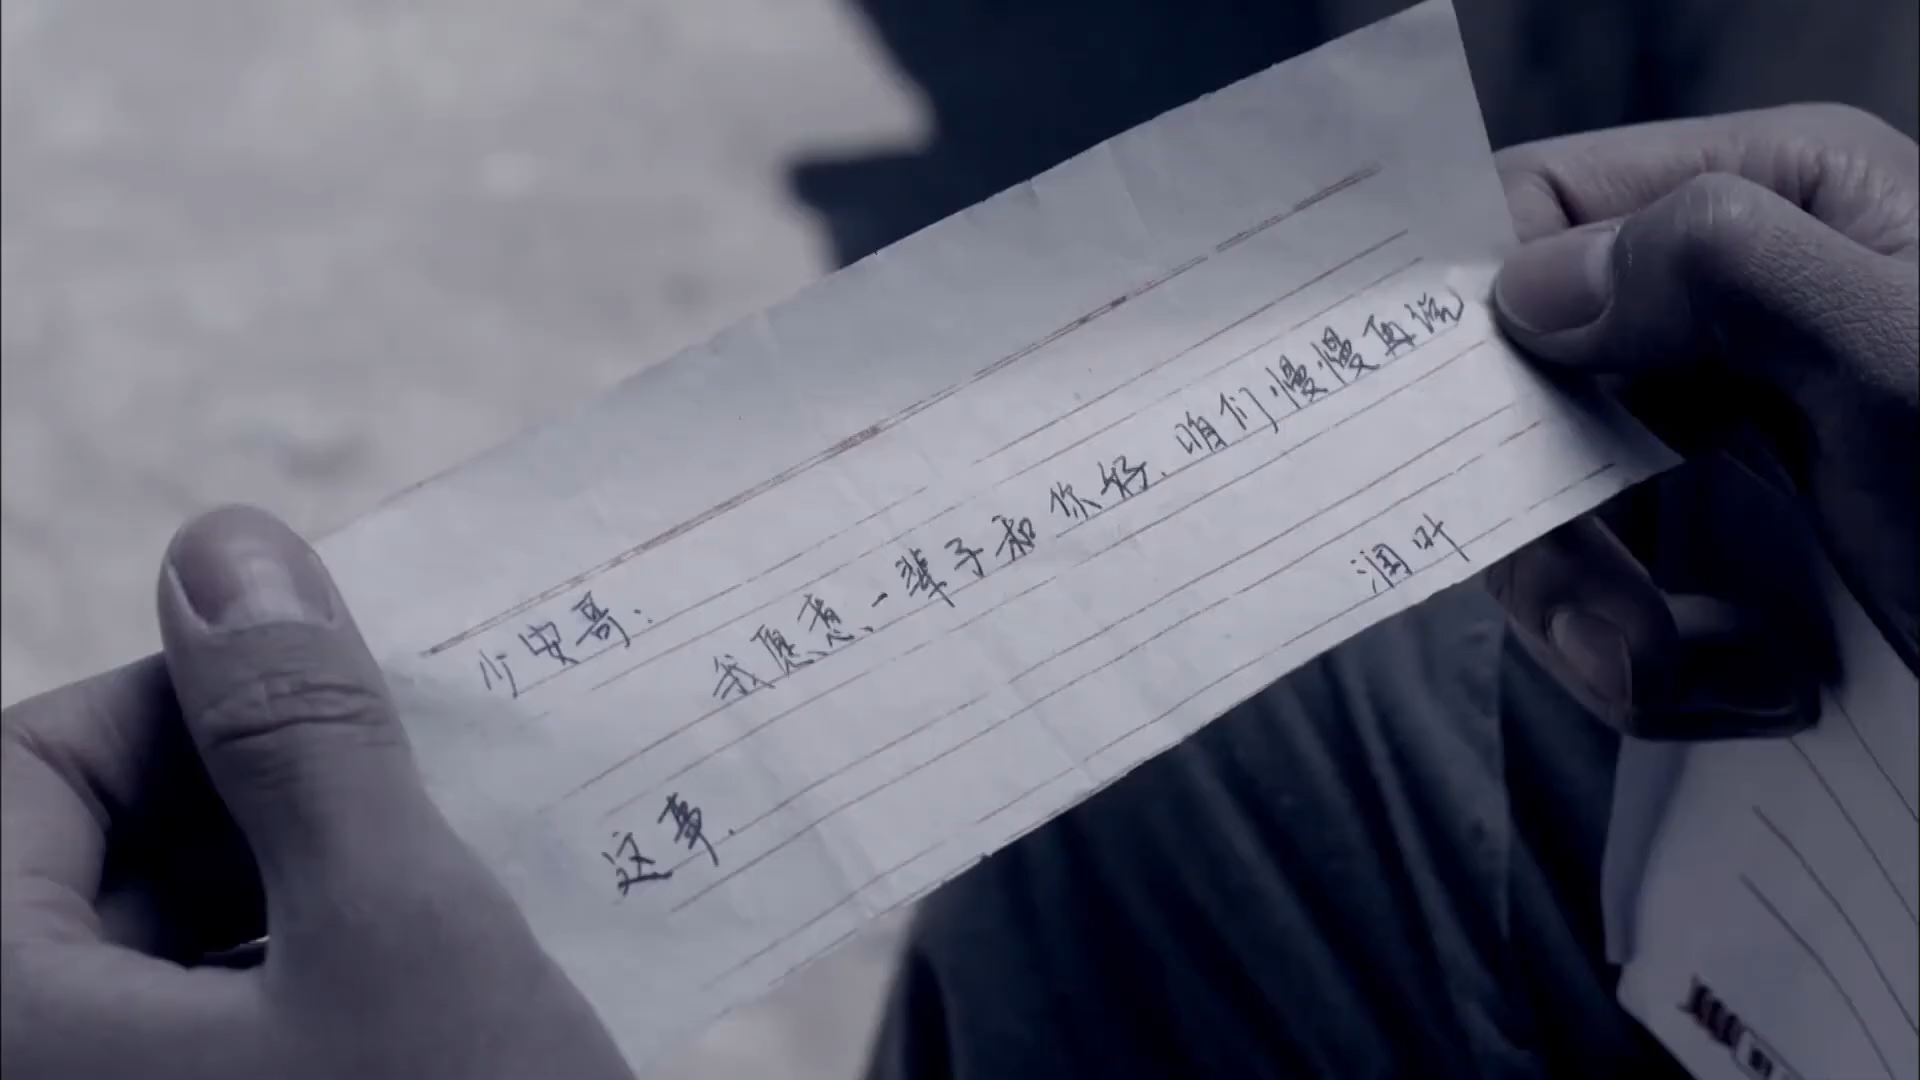 少安哥：
我愿意一辈子和你好.咱们慢慢再说
这事.
润叶